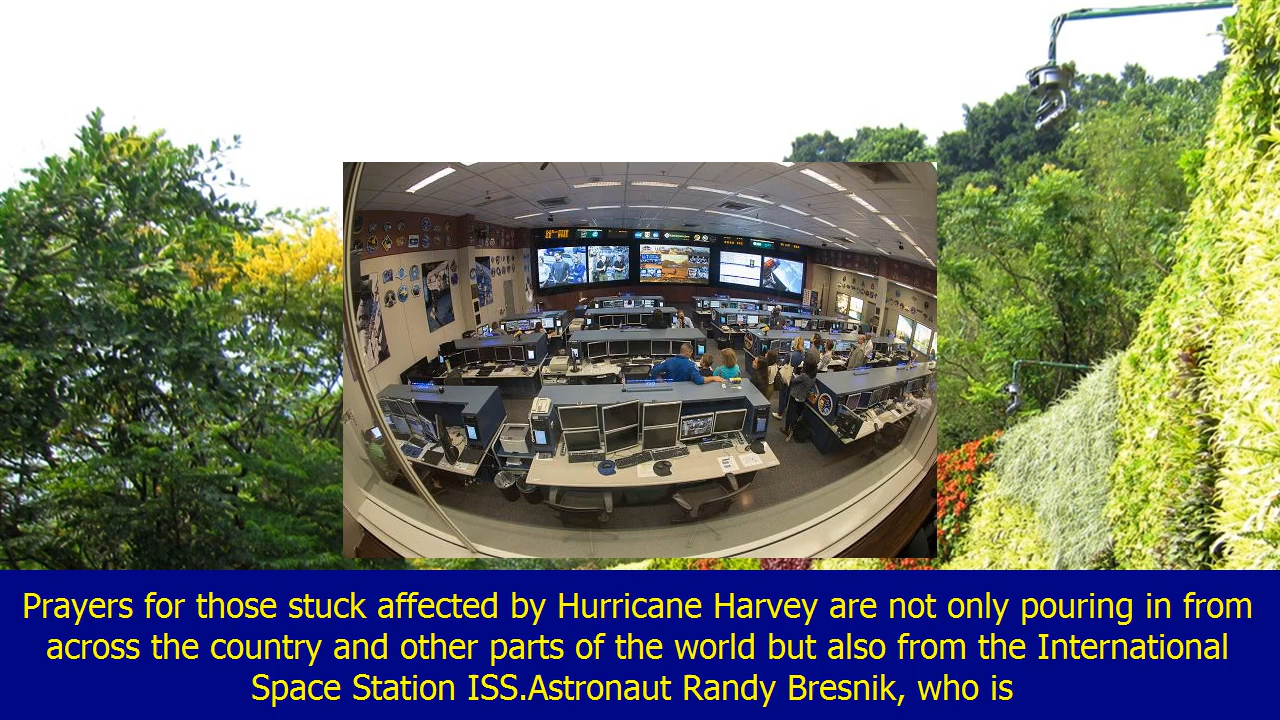 Prayers for those stuck affected by Hurricane Harvey are not only pouring in from
across the country and other parts of the world but also from the International
Space Station ISS.Astronaut Randy Bresnik, who is